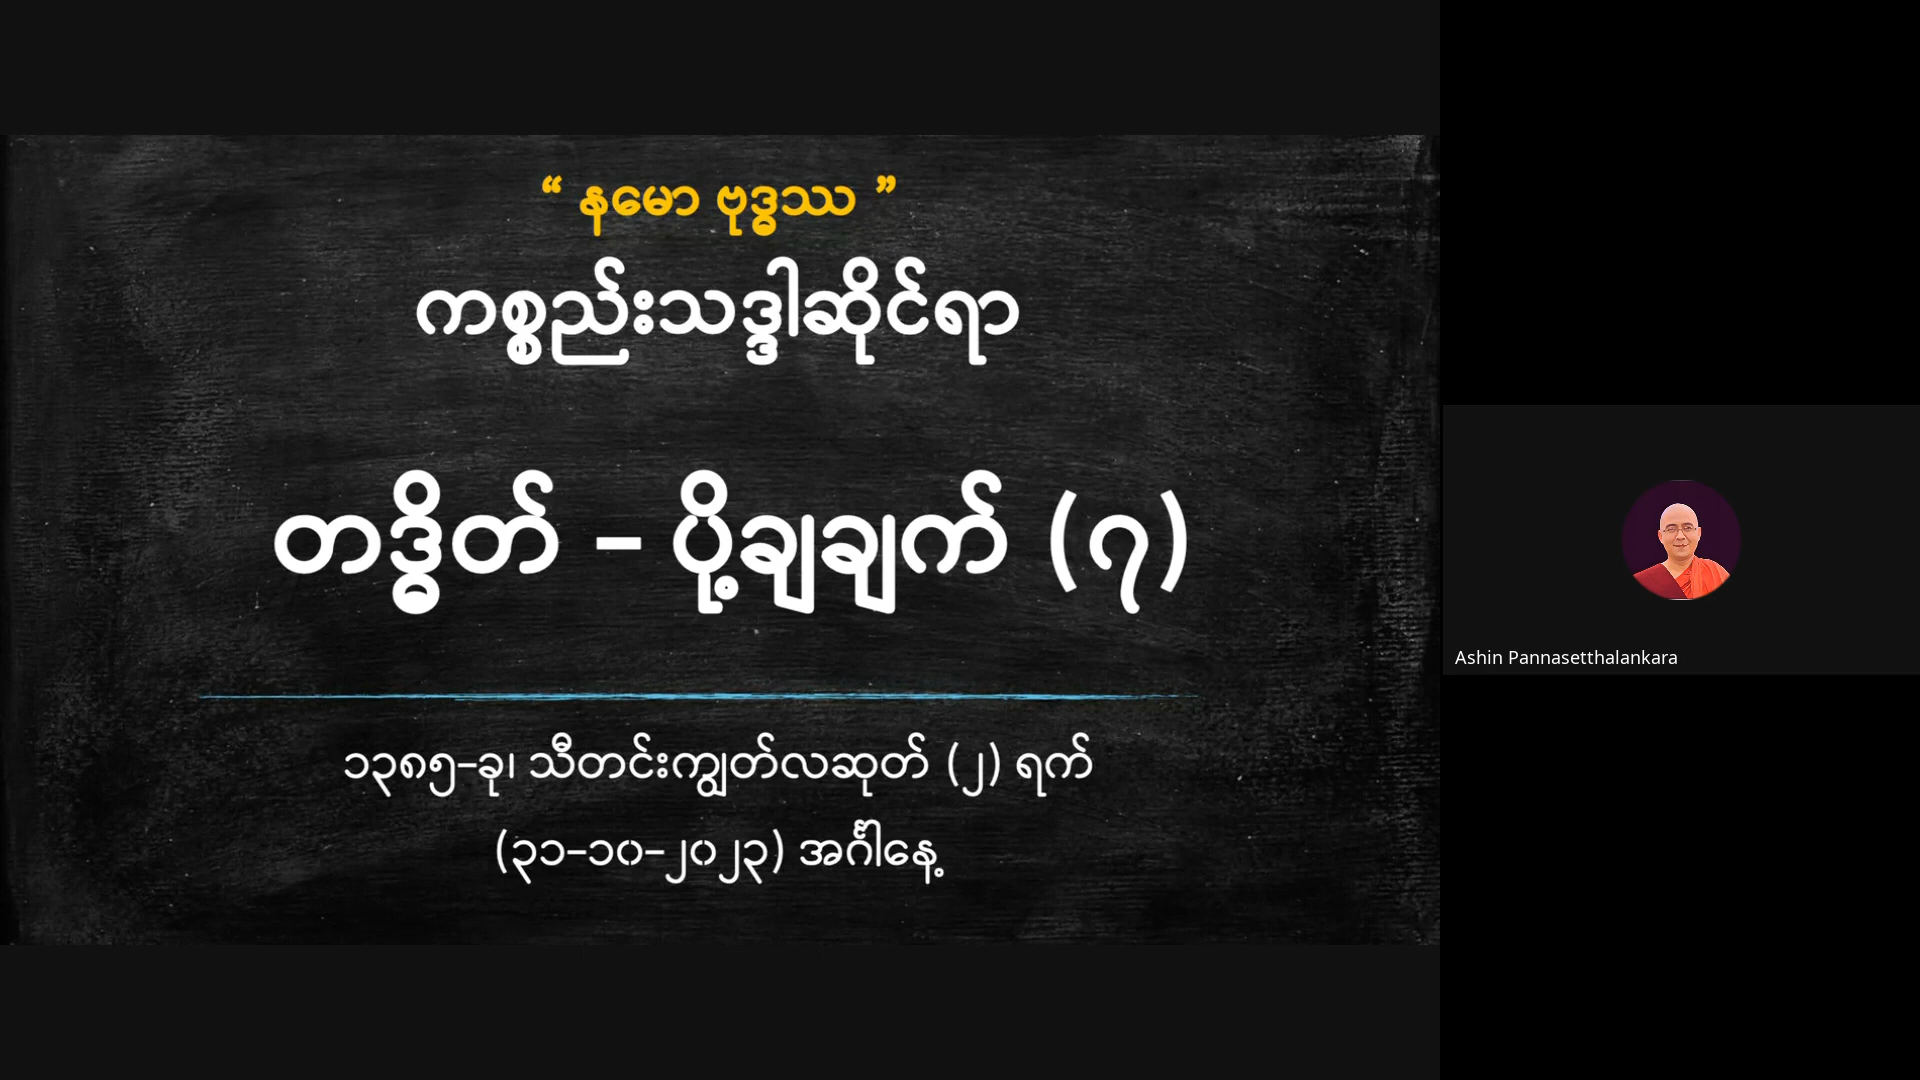 “ နမော ဗုဒ္ဓဿ ”
ကစ္စည်းသဒ္ဒါဆိုင်ရာ
တဒ္ဓိတ် – ပို့ချချက် (၇)
၁၃၈၅–ခု၊ သီတင်းကျွတ်လဆုတ် (၂) ရက်
(၃၁–၁၀–၂၀၂၃) အင်္ဂါနေ့
Ashin Pannasetthalankara